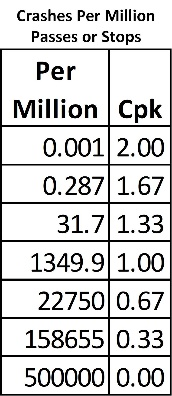 Crashes Per Million
Passes or Stops
Per
Million Cpk
0.001 2.00
0.287 1.67
31.7 1.33
1349.9 1.00
22750 0.67
158655 0.33
500000 0.00